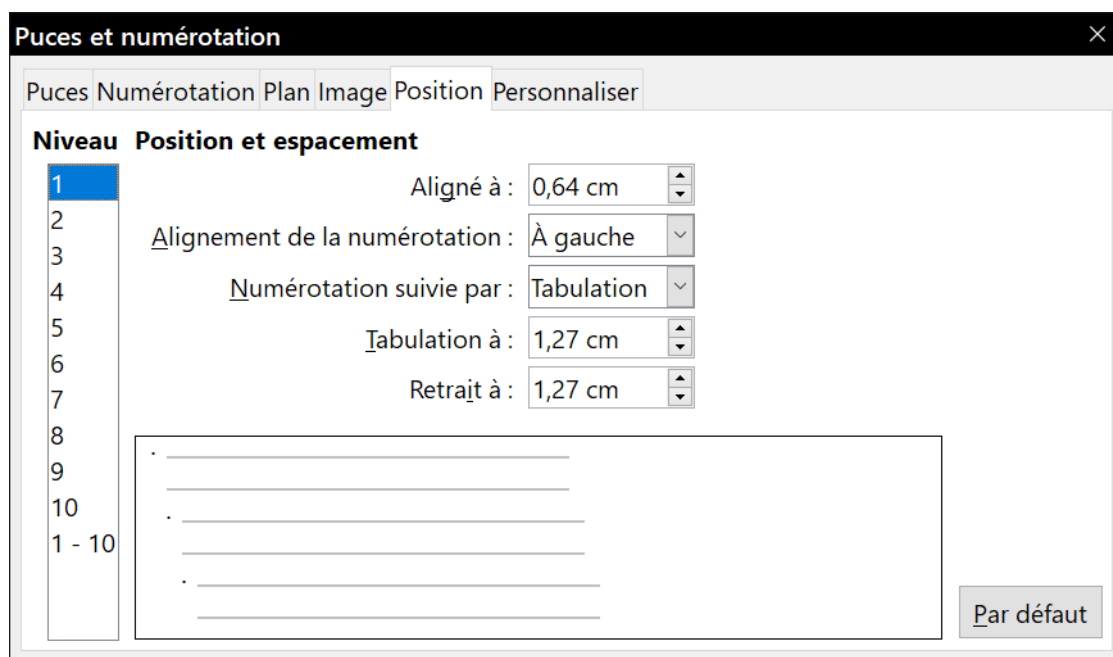 Puces et numérotation
Puces Numérotation Plan Image Position Personnaliser
Niveau Position et espacement
1
2
3
4
5
6
7
8
9
10
1 - 10
Aligné à : 0,64 cm
Alignement de la numérotation : À gauche
Numérotation suivie par : Tabulation
Tabulation à : 1,27 cm
Retrait à : 1,27 cm
Par défaut